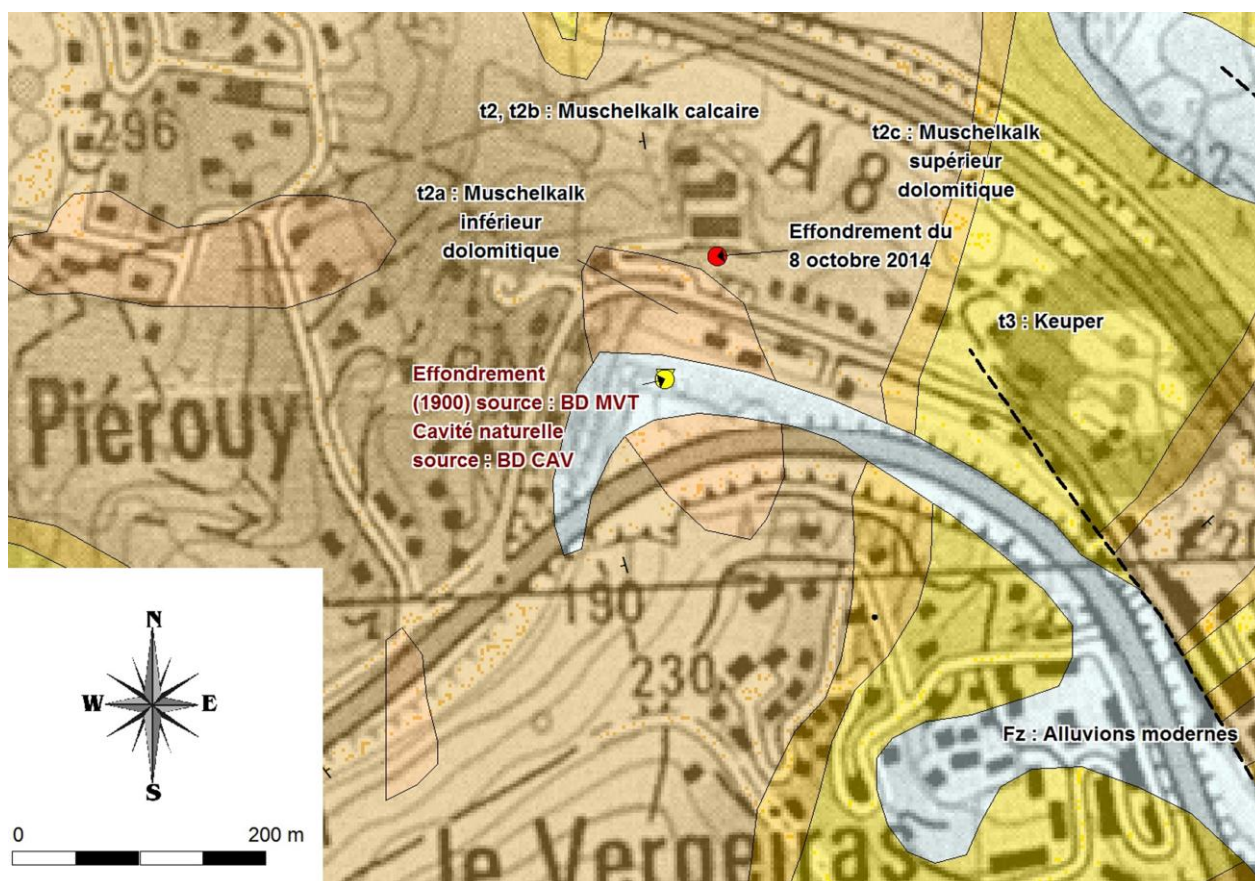 296
t2, t2b : Muschelkalk calcaire
A 8
t2c : Muschelkalk
supérieur
dolomitique
232
t2a : Muschelkalk
inférieur
dolomitique
Effondrement du
8 octobre 2014
t3 : Keuper
Effondrement
(1900) source : BD MVT
Cavité naturelle
source : BD CAV
Piérouy
190
230
N
W
E
S
Fz : Alluvions modernes
0
200 m
le Vergeiras